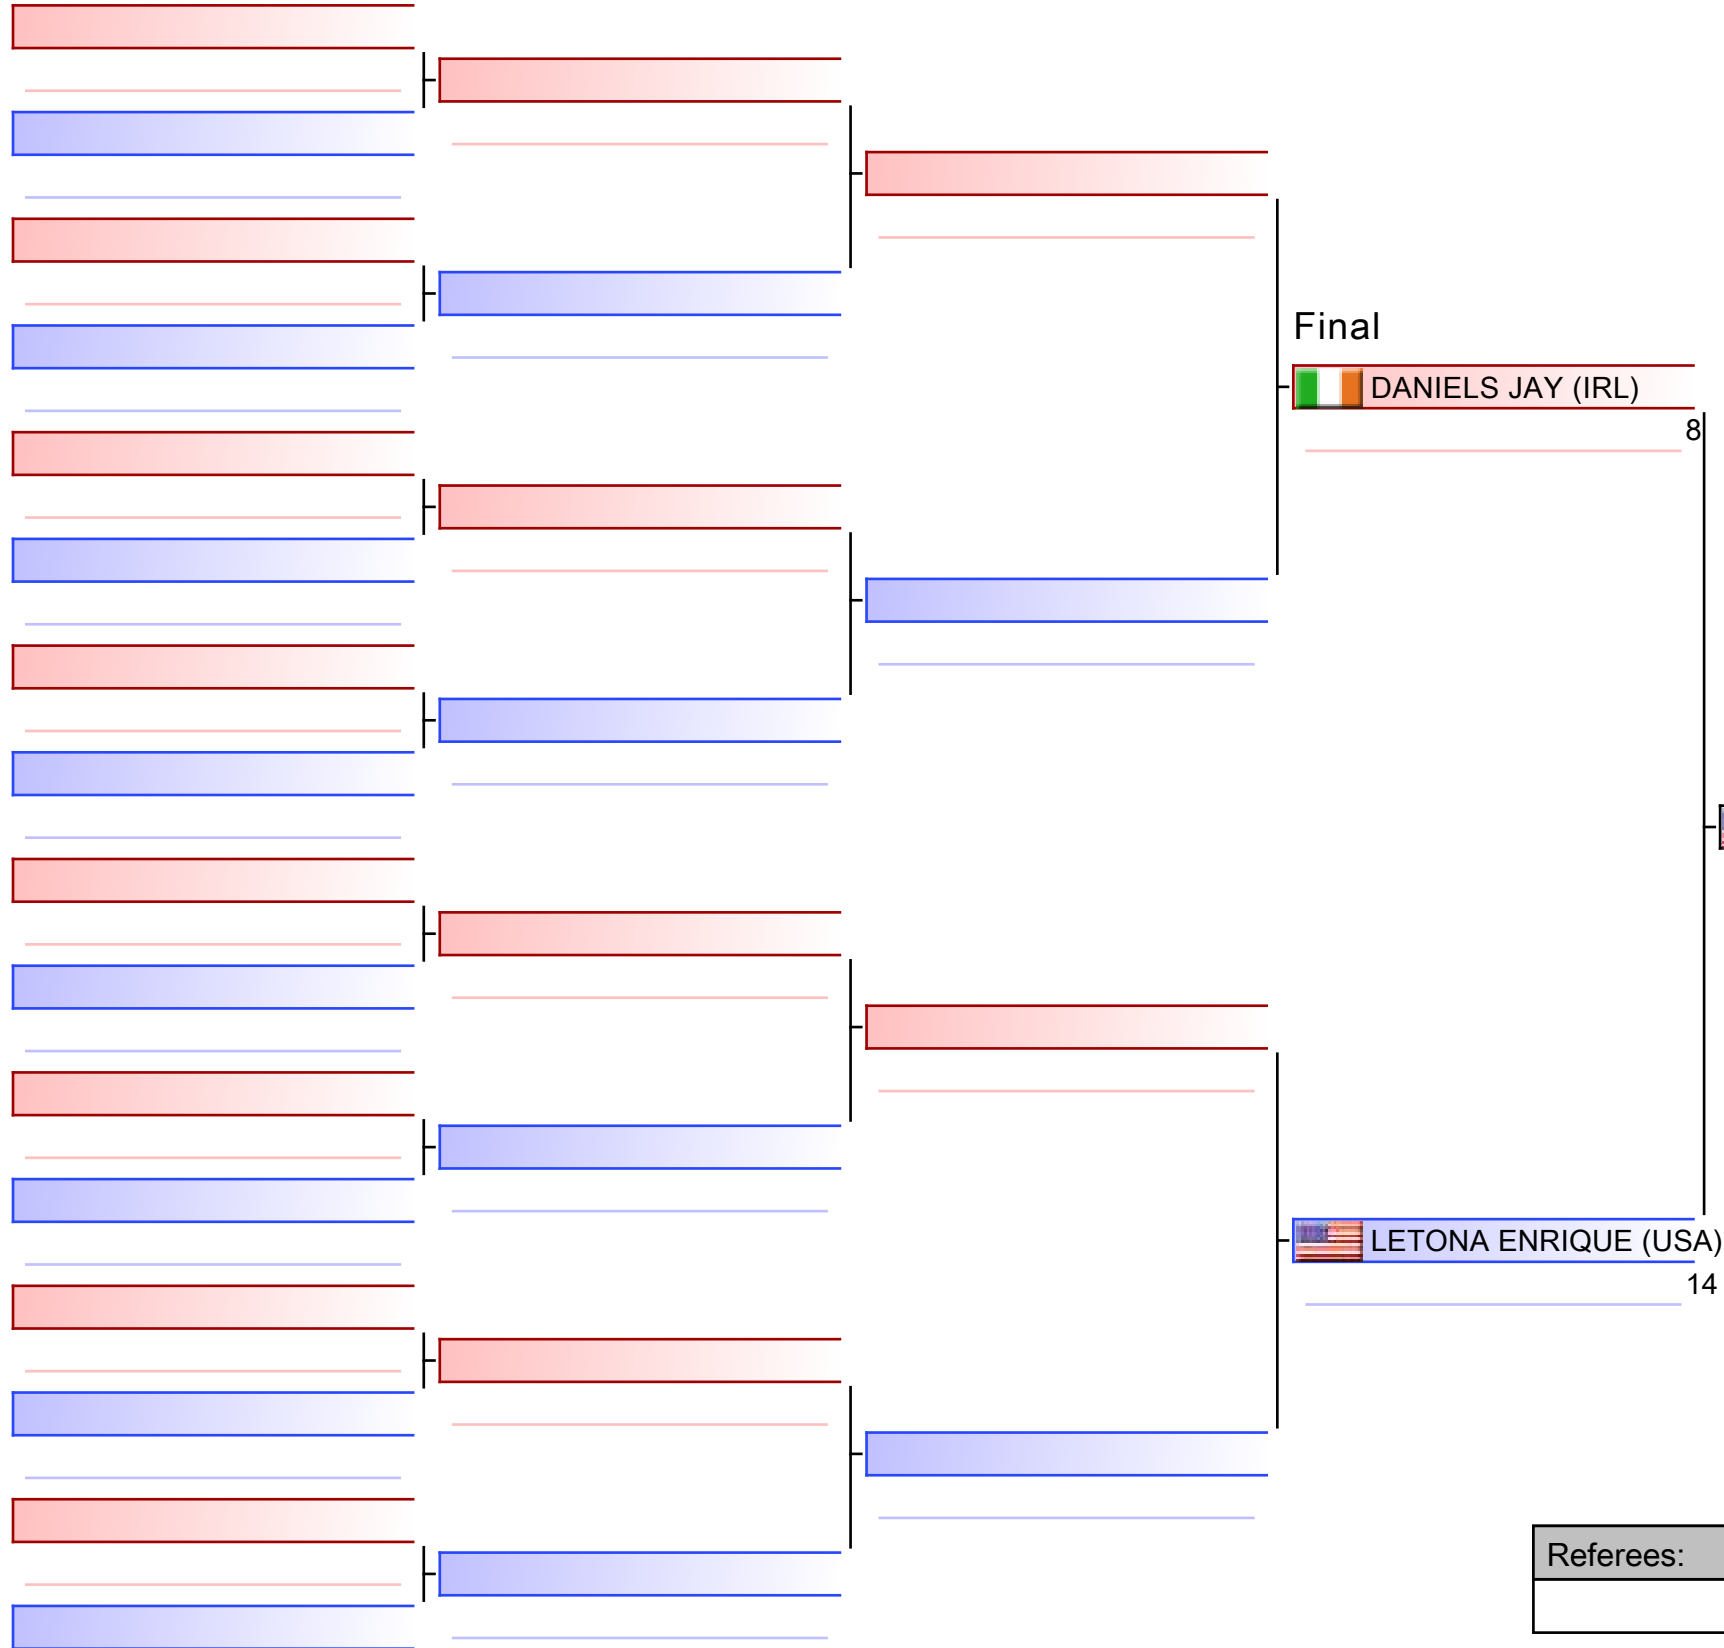 Final
DANIELS JAY (IRL)
8
LETONA ENRIQUE (USA)
14
Referees: